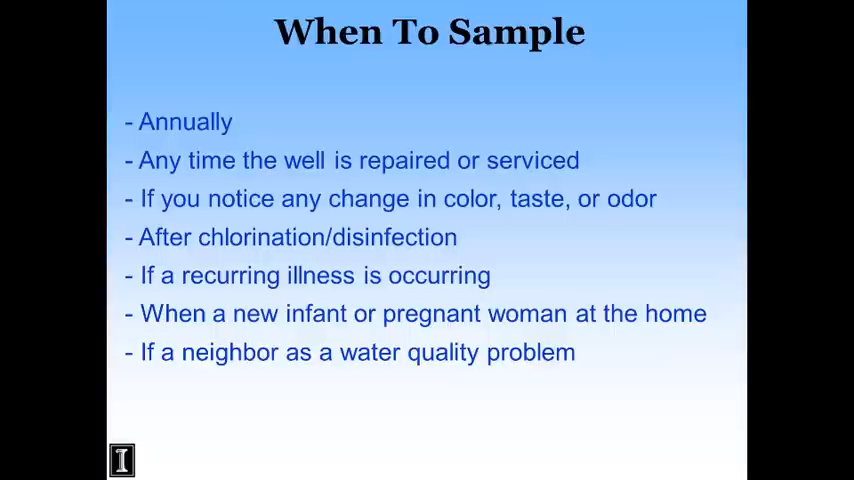 When To Sample
- Annually
- Any time the well is repaired or serviced
- If you notice any change in color, taste, or odor
- After chlorination/disinfection
- If a recurring illness is occurring
- When a new infant or pregnant woman at the home
- If a neighbor as a water quality problem
I